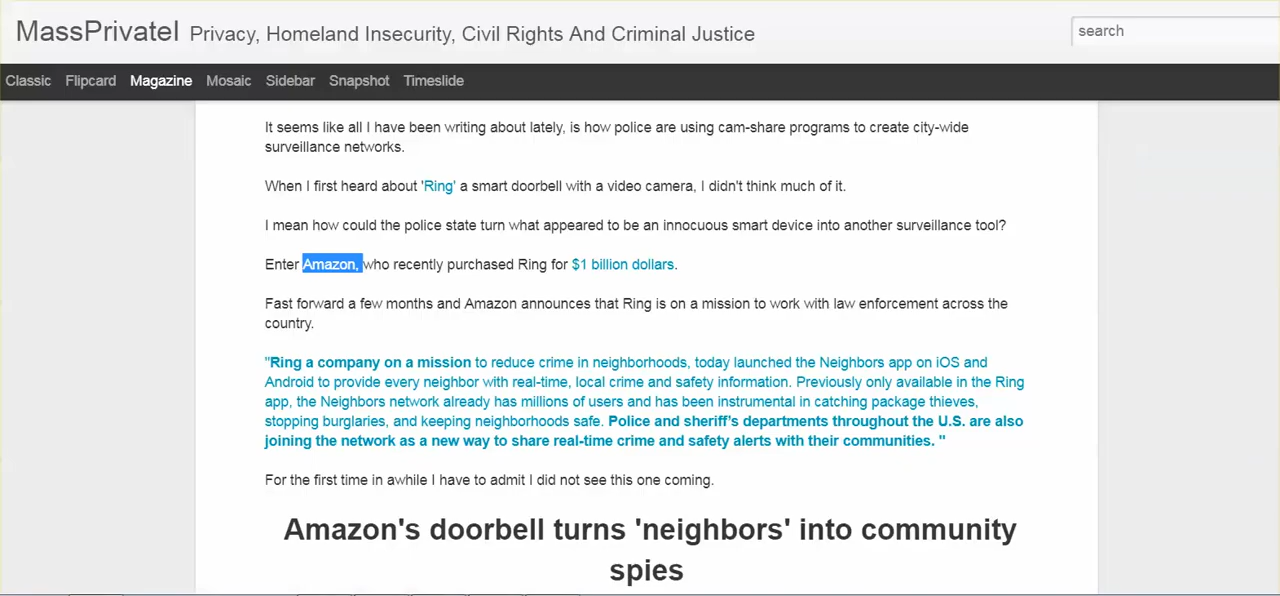 MassPrivateI Privacy, Homeland Insecurity, Civil Rights And Criminal Justice
search
Classic Flipcard Magazine Mosaic Sidebar Snapshot Timeslide
It seems like all I have been writing about lately, is how police are using cam-share programs to create city-wide
surveillance networks.
When I first heard about 'Ring' a smart doorbell with a video camera, I didn't think much of it.
I mean how could the police state turn what appeared to be an innocuous smart device into another surveillance tool?
Enter Amazon, who recently purchased Ring for $1 billion dollars.
Fast forward a few months and Amazon announces that Ring is on a mission to work with law enforcement across the
country.
"Ring a company on a mission to reduce crime in neighborhoods, today launched the Neighbors app on iOS and
Android to provide every neighbor with real-time, local crime and safety information. Previously only available in the Ring
app, the Neighbors network already has millions of users and has been instrumental in catching package thieves,
stopping burglaries, and keeping neighborhoods safe. Police and sheriff's departments throughout the U.S. are also
joining the network as a new way to share real-time crime and safety alerts with their communities. "
For the first time in awhile I have to admit I did not see this one coming.
Amazon's doorbell turns 'neighbors' into community
spies